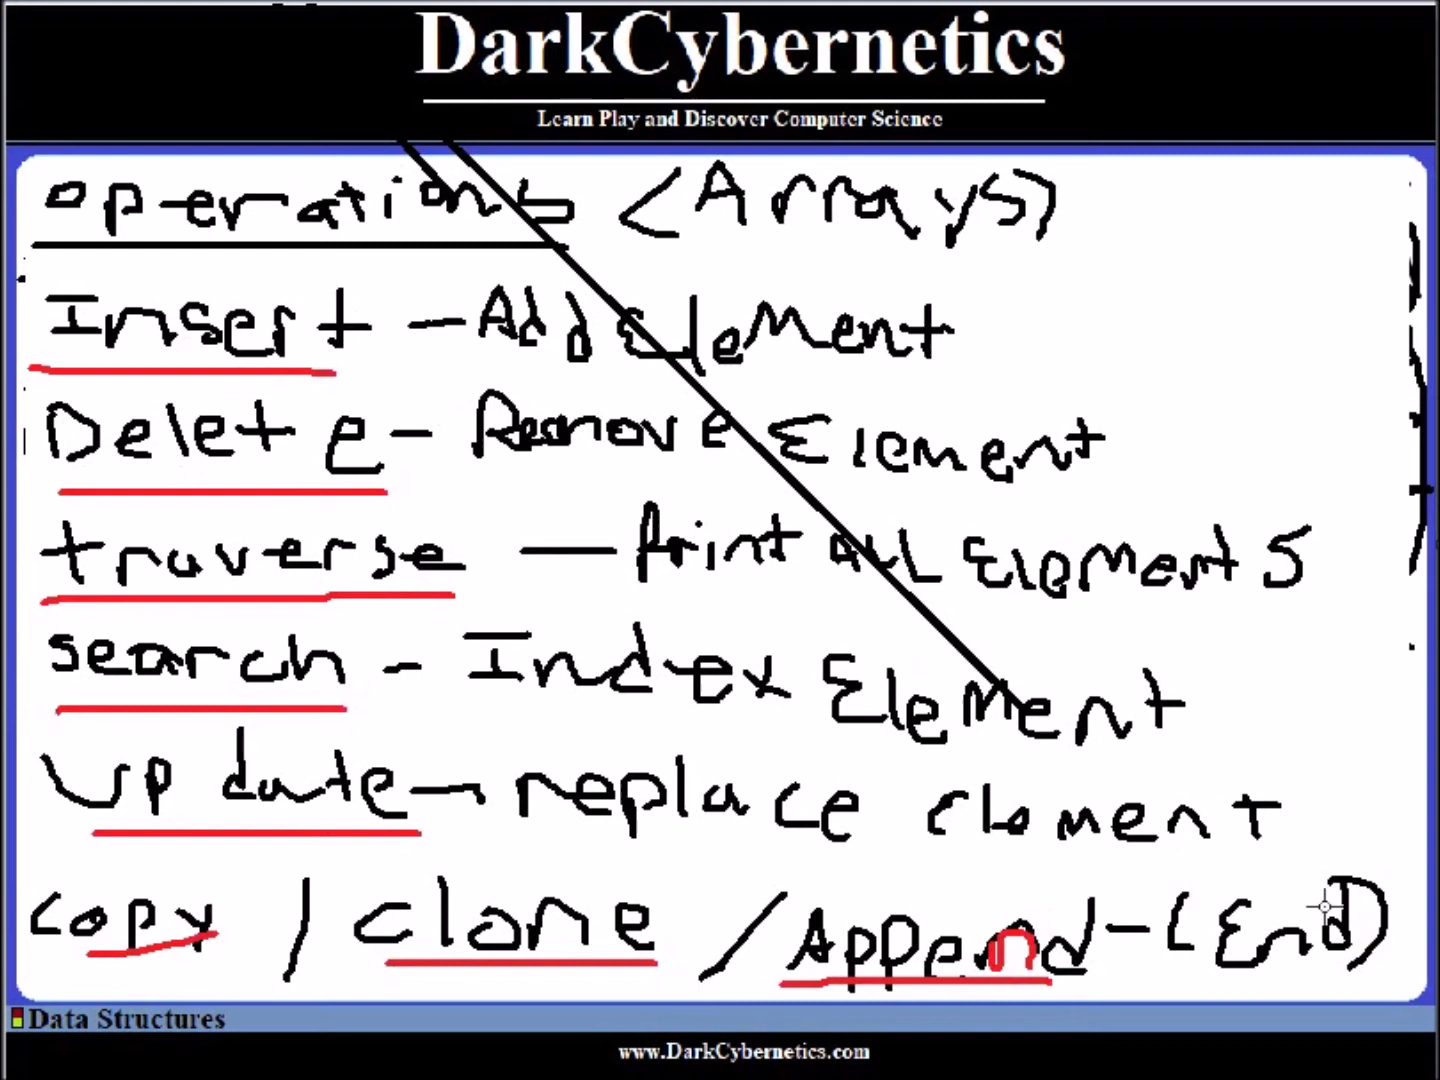 DarkCybernetics
Learn Play and Discover Computer Science
operations (Arrays)
Insert - Add Element
Delete - Remove Element
traverse - Print all Elements
search - Index Element
update - replace element
copy / clone / Append - (End)
Data Structures
www.DarkCybernetics.com